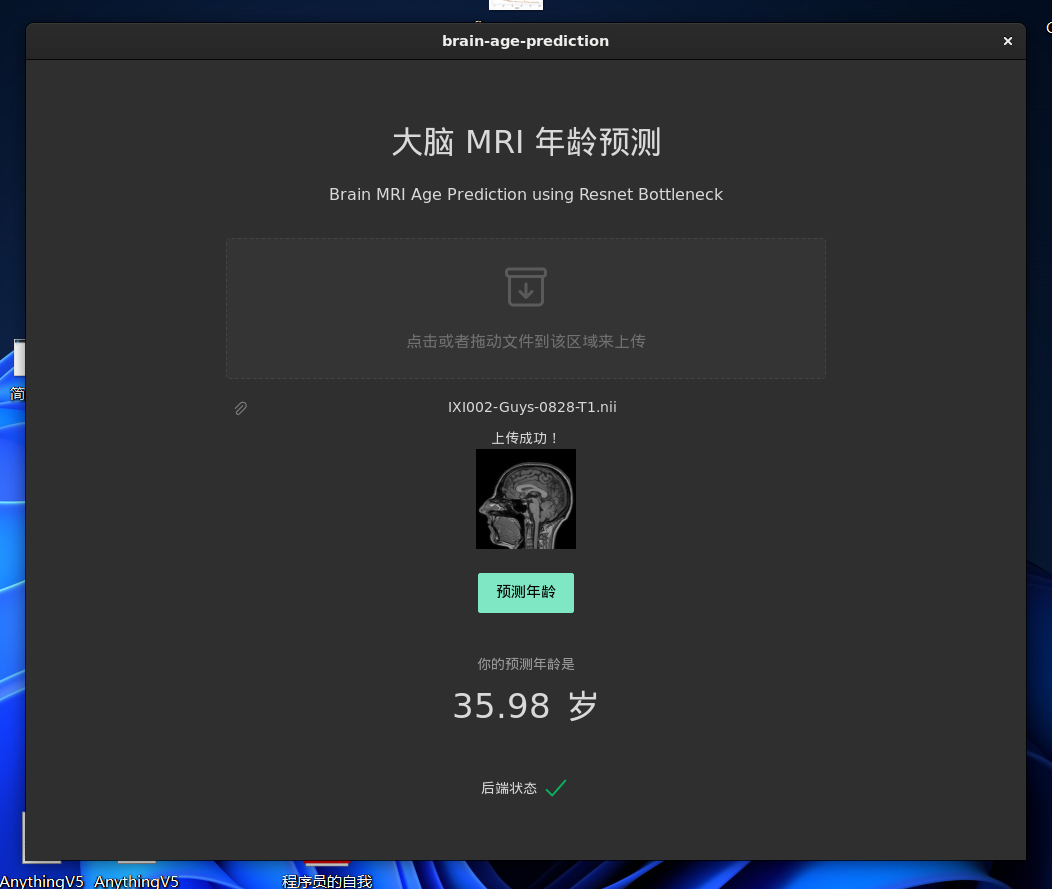 brain-age-prediction
大脑 MRI 年龄预测
Brain MRI Age Prediction using Resnet Bottleneck
点击或者拖动文件到该区域来上传
IXI002-Guys-0828-T1.nii
简
上传成功！
预测年龄
你的预测年龄是
35.98 岁
后端状态
AnythingV5
AnythingV5
程序员的自我